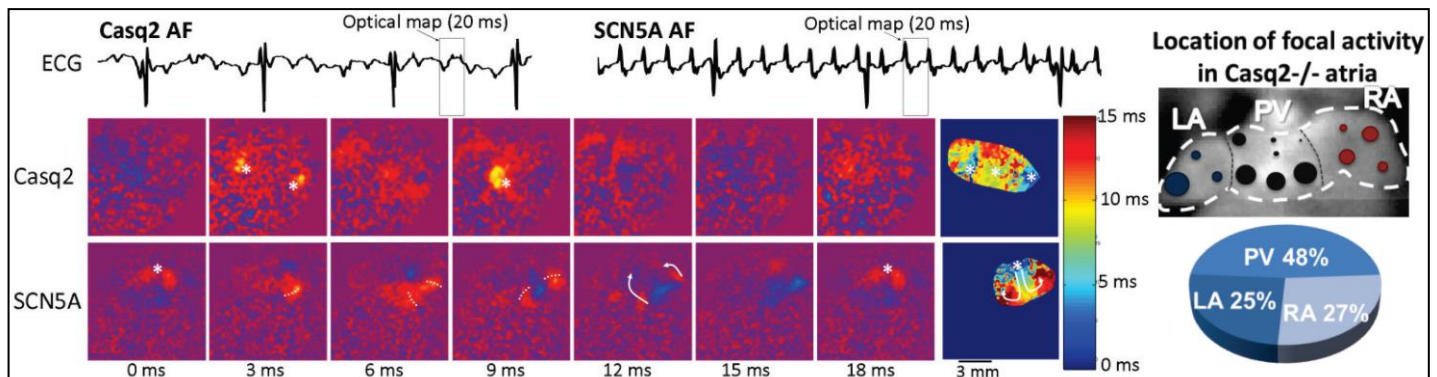 Casq2 AF
Optical map (20 ms)
SCN5A AF
Optical map (20 ms)
ECG
Location of focal activity
in Casq2-/- atria
LA
PV
RA
Casq2
* * * * * *
15 ms
10 ms
5 ms
0 ms
SCN5A
* * *
0 ms 3 ms 6 ms 9 ms 12 ms 15 ms 18 ms 3 mm
PV 48%
LA 25%
RA 27%